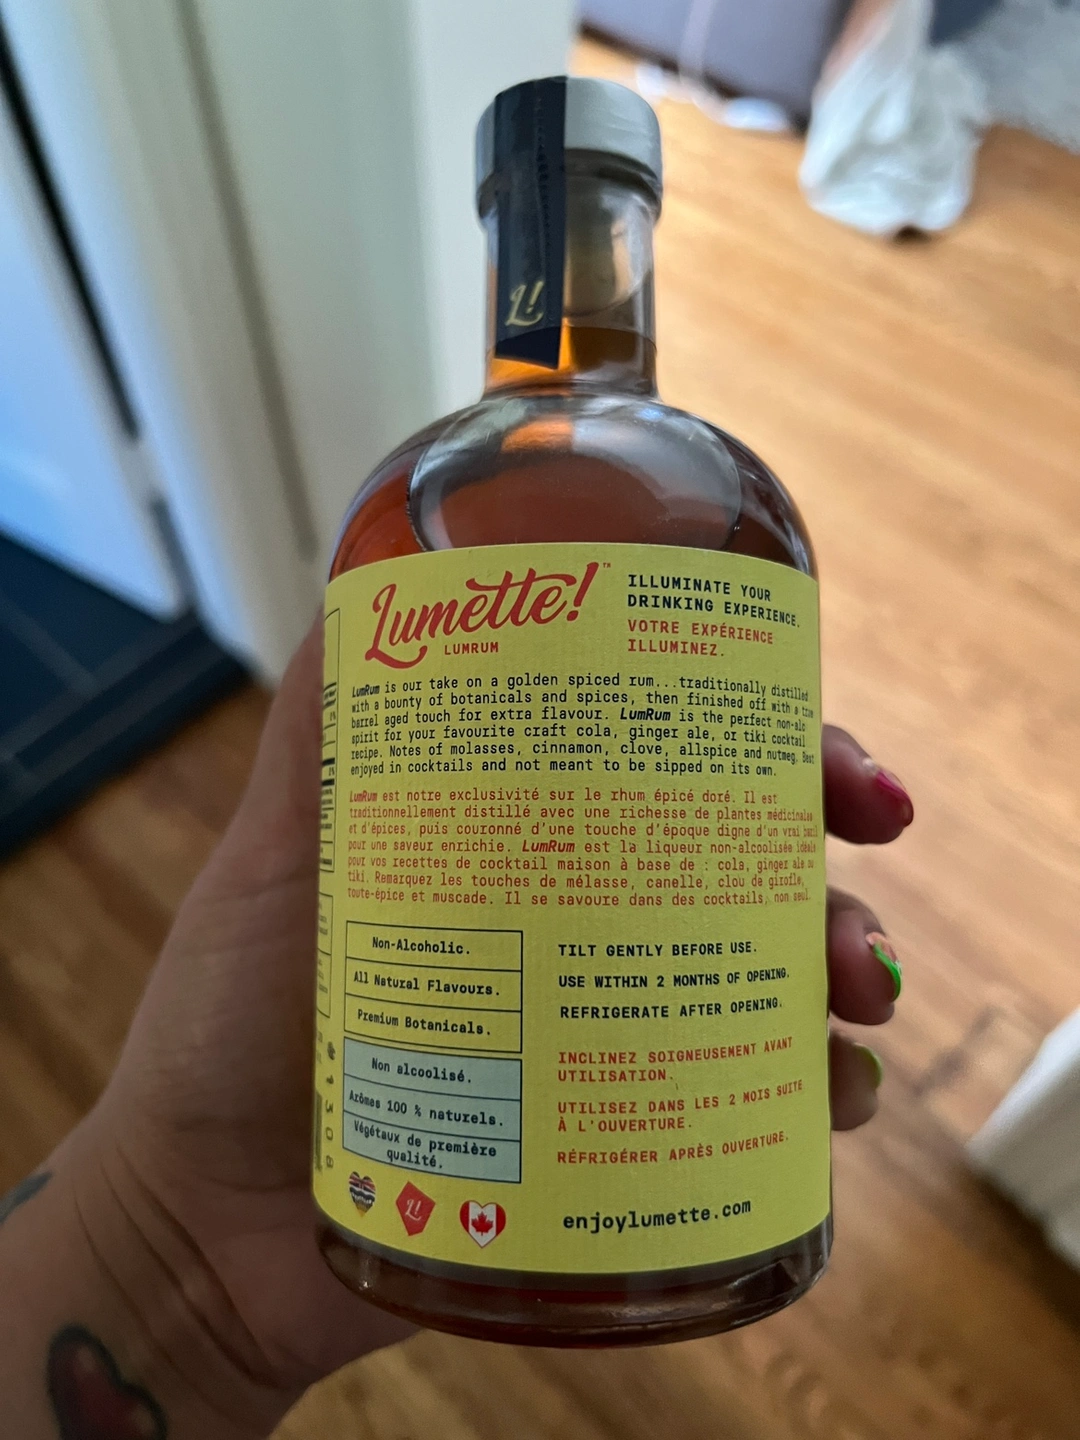 L!
Lumette!™
LUMRUM
ILLUMINATE YOUR
DRINKING EXPERIENCE.
VOTRE EXPÉRIENCE
ILLUMINEZ.
LumRum is our take on a golden spiced rum...traditionally distilled
with a bounty of botanicals and spices, then finished off with a true
barrel aged touch for extra flavour. LumRum is the perfect non-alc
spirit for your favourite craft cola, ginger ale, or tiki cocktail
recipe. Notes of molasses, cinnamon, clove, allspice and nutmeg. Best
enjoyed in cocktails and not meant to be sipped on its own.
LumRum est notre exclusivité sur le rhum épicé doré. Il est
traditionnellement distillé avec une richesse de plantes médicinales
et d'épices, puis couronné d'une touche d'époque digne d'un vrai baril
pour une saveur enrichie. LumRum est la liqueur non-alcoolisée idéale
pour vos recettes de cocktail maison à base de : cola, ginger ale ou
tiki. Remarquez les touches de mélasse, canelle, clou de girofle,
toute-épice et muscade. Il se savoure dans des cocktails, non seul.
Non-Alcoholic.
All Natural Flavours.
Premium Botanicals.
Non alcoolisé.
Arômes 100 % naturels.
Végétaux de première
qualité.
TILT GENTLY BEFORE USE.
USE WITHIN 2 MONTHS OF OPENING.
REFRIGERATE AFTER OPENING.
INCLINEZ SOIGNEUSEMENT AVANT
UTILISATION.
UTILISEZ DANS LES 2 MOIS SUITE
À L'OUVERTURE.
RÉFRIGÉRER APRÈS OUVERTURE.
L!
enjoylumette.com
#1308